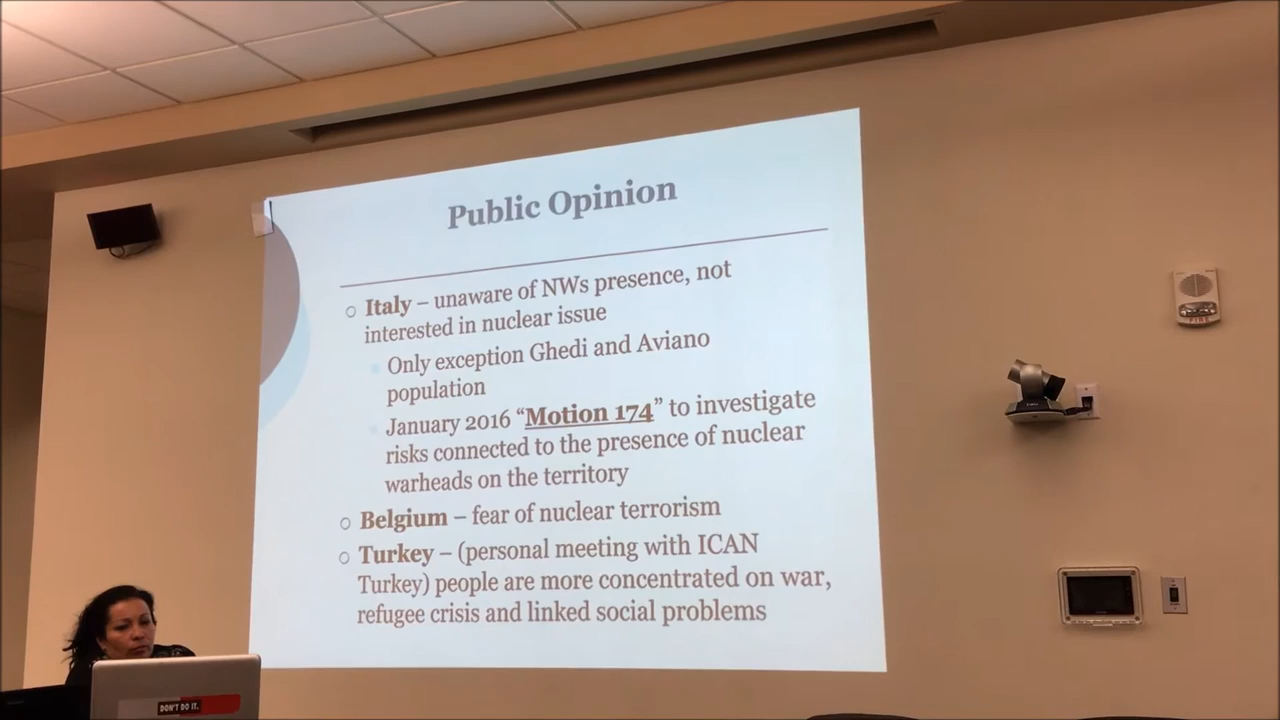 Public Opinion
Italy – unaware of NWs presence, not
interested in nuclear issue
Only exception Ghedi and Aviano
population
January 2016 “Motion 174” to investigate
risks connected to the presence of nuclear
warheads on the territory
Belgium – fear of nuclear terrorism
Turkey – (personal meeting with ICAN
Turkey) people are more concentrated on war,
refugee crisis and linked social problems
FIRE
DON'T DO IT.